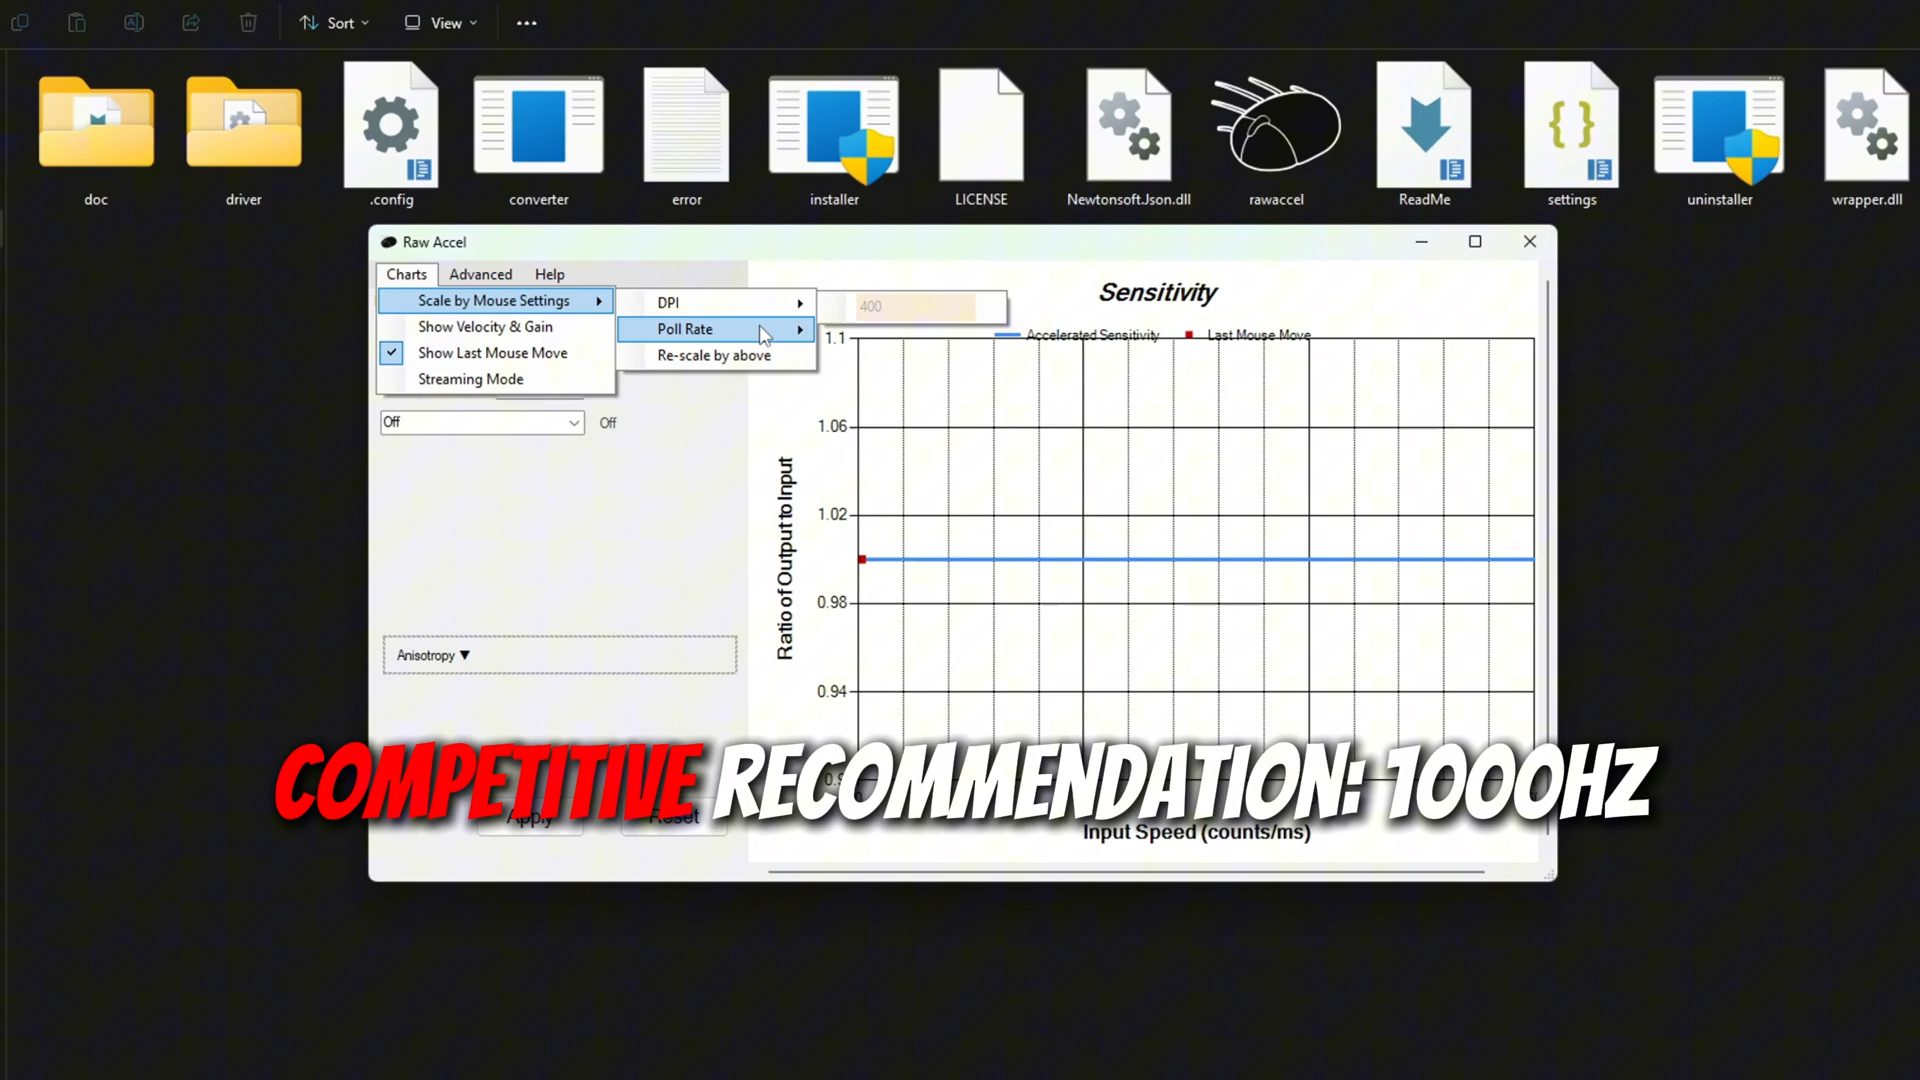 Sort
View
doc
driver
.config
converter
error
installer
LICENSE
Newtonsoft.Json.dll
rawaccel
ReadMe
settings
uninstaller
wrapper.dll
Raw Accel
Charts Advanced Help
Scale by Mouse Settings
Show Velocity & Gain
Show Last Mouse Move
Streaming Mode
DPI
Poll Rate
Re-scale by above
400
Off
Off
Anisotropy ▼
Apply
Reset
Sensitivity
Accelerated Sensitivity
Last Mouse Move
1.1
1.06
1.02
0.98
0.94
Ratio of Output to Input
Input Speed (counts/ms)
COMPETITIVE RECOMMENDATION: 1000HZ